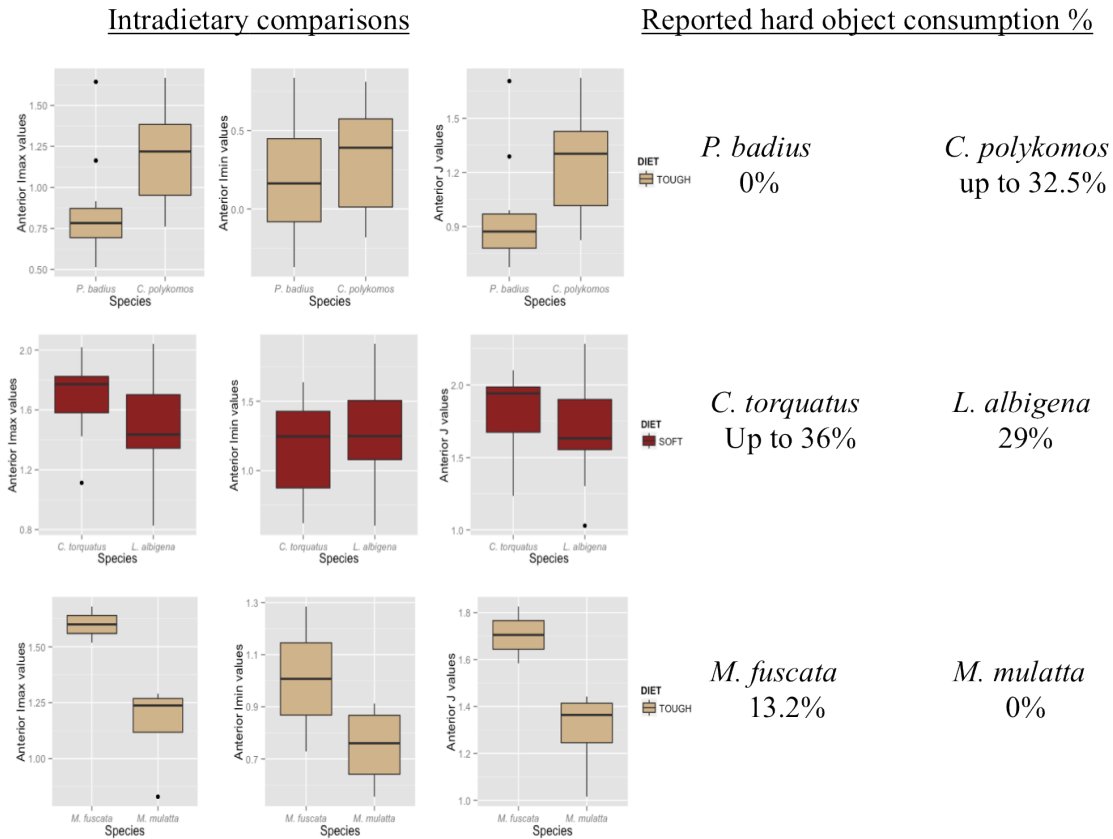 Intradietary comparisons
Reported hard object consumption %
Anterior Imax values
1.50
1.25
1.00
0.75
0.50
P. badius
C. polykomos
Species
Anterior Imin values
0.5
0.0
P. badius
C. polykomos
Species
Anterior J values
1.5
1.2
0.9
P. badius
C. polykomos
Species
DIET
TOUGH
P. badius
0%
C. polykomos
up to 32.5%
Anterior Imax values
2.0
1.6
1.2
0.8
C. torquatus
L. albigena
Species
Anterior Imin values
1.5
1.0
C. torquatus
L. albigena
Species
Anterior J values
2.0
1.5
1.0
C. torquatus
L. albigena
Species
DIET
SOFT
C. torquatus
Up to 36%
L. albigena
29%
Anterior Imax values
1.50
1.25
1.00
M. fuscata
M. mulatta
Species
Anterior Imin values
1.3
1.1
0.9
0.7
M. fuscata
M. mulatta
Species
Anterior J values
1.8
1.6
1.4
1.2
1.0
M. fuscata
M. mulatta
Species
DIET
TOUGH
M. fuscata
13.2%
M. mulatta
0%